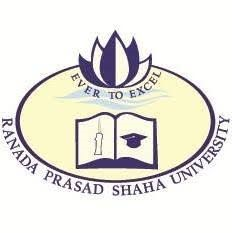 EVER TO EXCEL
RANADA PRASAD SHAHA UNIVERSITY